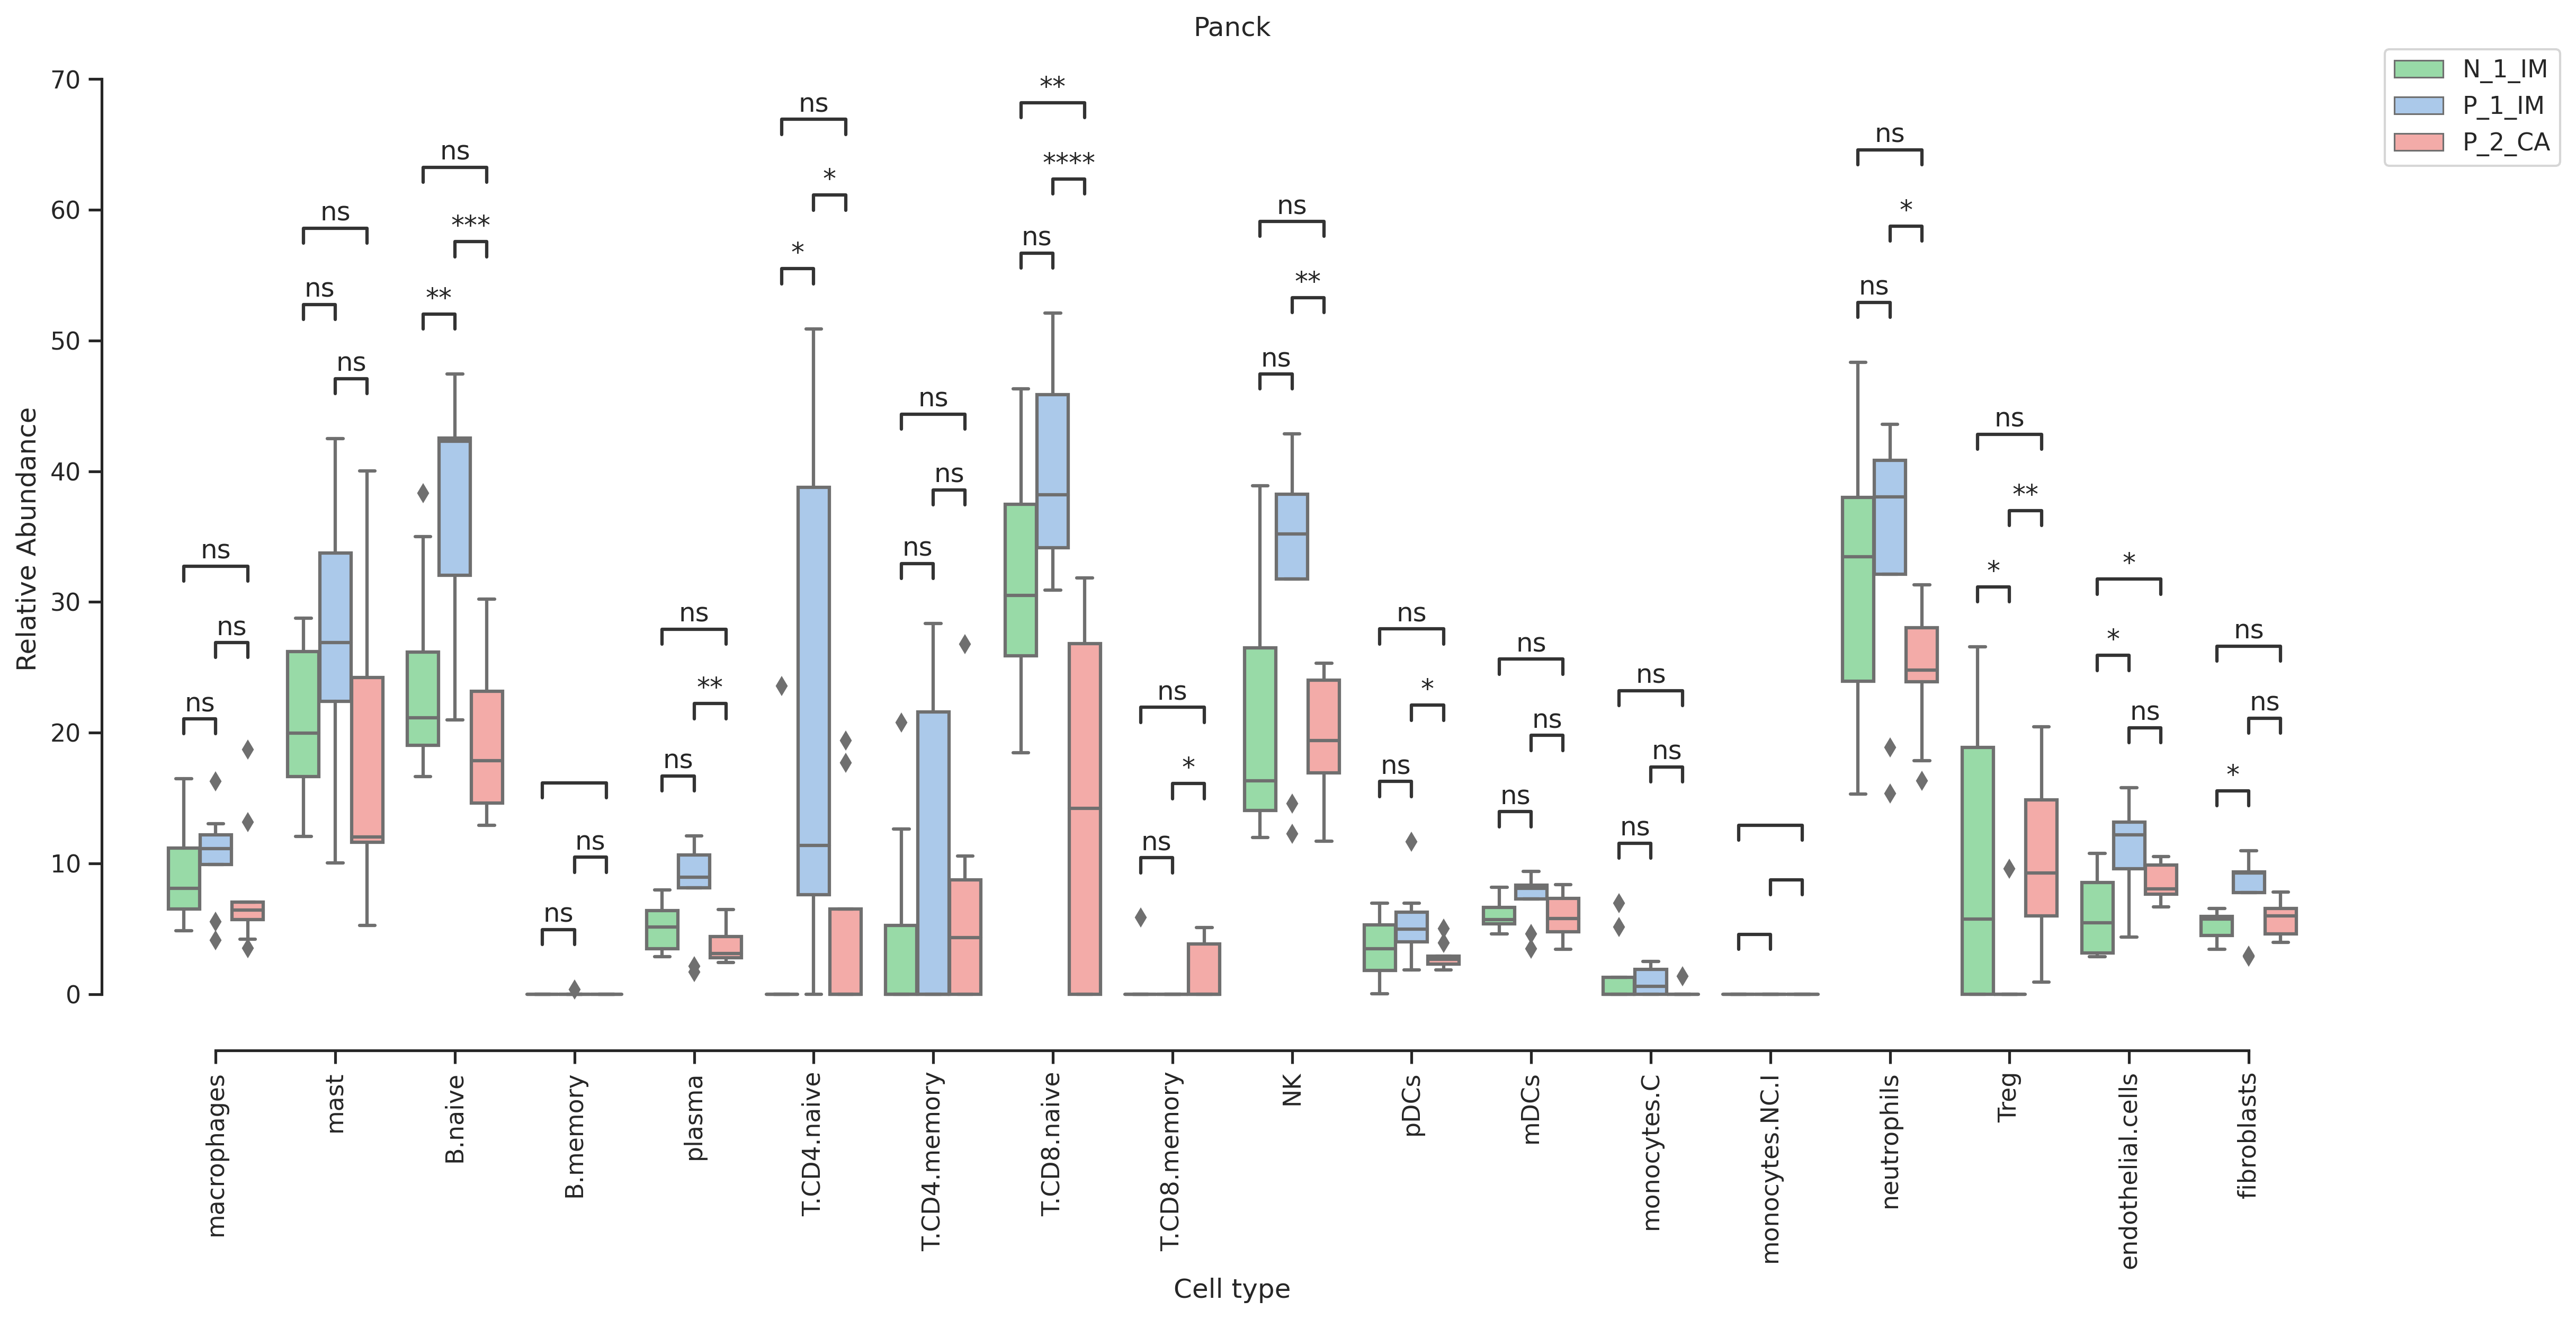 Panck
N_1_IM
P_1_IM
P_2_CA
Relative Abundance
70
60
50
40
30
20
10
0
ns
ns
ns
ns
ns
ns
ns
***
**
ns
ns
ns
**
ns
ns
*
*
ns
ns
ns
**
****
ns
ns
*
ns
ns
**
ns
ns
*
ns
ns
ns
ns
ns
ns
ns
ns
*
ns
ns
**
*
*
*
ns
ns
ns
*
macrophages
mast
B.naive
B.memory
plasma
T.CD4.naive
T.CD4.memory
T.CD8.naive
T.CD8.memory
NK
pDCs
mDCs
monocytes.C
monocytes.NC.I
neutrophils
Treg
endothelial.cells
fibroblasts
Cell type